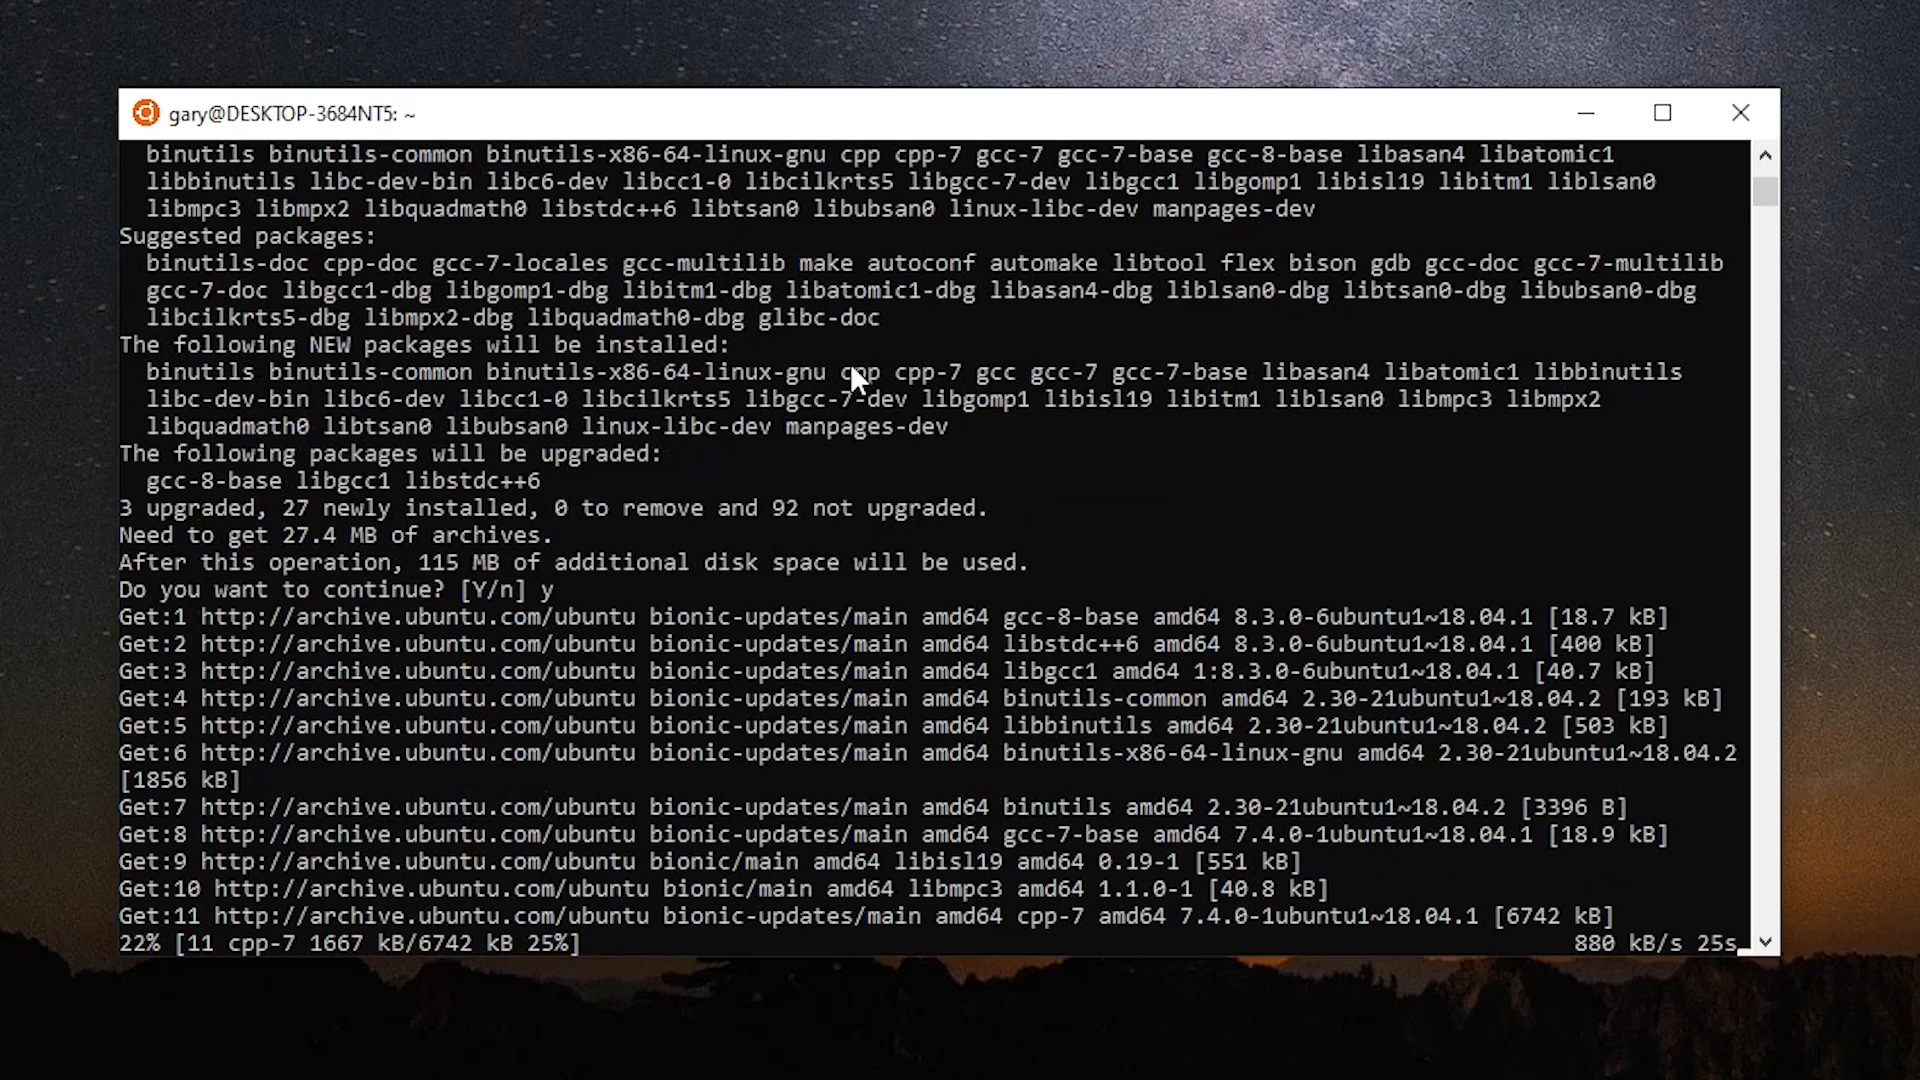 gary@DESKTOP-3684NT5: ~
binutils binutils-common binutils-x86-64-linux-gnu cpp cpp-7 gcc-7 gcc-7-base gcc-8-base libasan4 libatomic1
libbinutils libc-dev-bin libc6-dev libcc1-0 libcilkrts5 libgcc-7-dev libgcc1 libgomp1 libisl19 libitm1 liblsan0
libmpc3 libmpx2 libquadmath0 libstdc++6 libtsan0 libubsan0 linux-libc-dev manpages-dev
Suggested packages:
binutils-doc cpp-doc gcc-7-locales gcc-multilib make autoconf automake libtool flex bison gdb gcc-doc gcc-7-multilib
gcc-7-doc libgcc1-dbg libgomp1-dbg libitm1-dbg libatomic1-dbg libasan4-dbg liblsan0-dbg libtsan0-dbg libubsan0-dbg
libcilkrts5-dbg libmpx2-dbg libquadmath0-dbg glibc-doc
The following NEW packages will be installed:
binutils binutils-common binutils-x86-64-linux-gnu cpp cpp-7 gcc gcc-7 gcc-7-base libasan4 libatomic1 libbinutils
libc-dev-bin libc6-dev libcc1-0 libcilkrts5 libgcc-7-dev libgomp1 libisl19 libitm1 liblsan0 libmpc3 libmpx2
libquadmath0 libtsan0 libubsan0 linux-libc-dev manpages-dev
The following packages will be upgraded:
gcc-8-base libgcc1 libstdc++6
3 upgraded, 27 newly installed, 0 to remove and 92 not upgraded.
Need to get 27.4 MB of archives.
After this operation, 115 MB of additional disk space will be used.
Do you want to continue? [Y/n] y
Get:1 http://archive.ubuntu.com/ubuntu bionic-updates/main amd64 gcc-8-base amd64 8.3.0-6ubuntu1~18.04.1 [18.7 kB]
Get:2 http://archive.ubuntu.com/ubuntu bionic-updates/main amd64 libstdc++6 amd64 8.3.0-6ubuntu1~18.04.1 [400 kB]
Get:3 http://archive.ubuntu.com/ubuntu bionic-updates/main amd64 libgcc1 amd64 1:8.3.0-6ubuntu1~18.04.1 [40.7 kB]
Get:4 http://archive.ubuntu.com/ubuntu bionic-updates/main amd64 binutils-common amd64 2.30-21ubuntu1~18.04.2 [193 kB]
Get:5 http://archive.ubuntu.com/ubuntu bionic-updates/main amd64 libbinutils amd64 2.30-21ubuntu1~18.04.2 [503 kB]
Get:6 http://archive.ubuntu.com/ubuntu bionic-updates/main amd64 binutils-x86-64-linux-gnu amd64 2.30-21ubuntu1~18.04.2
[1856 kB]
Get:7 http://archive.ubuntu.com/ubuntu bionic-updates/main amd64 binutils amd64 2.30-21ubuntu1~18.04.2 [3396 B]
Get:8 http://archive.ubuntu.com/ubuntu bionic-updates/main amd64 gcc-7-base amd64 7.4.0-1ubuntu1~18.04.1 [18.9 kB]
Get:9 http://archive.ubuntu.com/ubuntu bionic/main amd64 libisl19 amd64 0.19-1 [551 kB]
Get:10 http://archive.ubuntu.com/ubuntu bionic/main amd64 libmpc3 amd64 1.1.0-1 [40.8 kB]
Get:11 http://archive.ubuntu.com/ubuntu bionic-updates/main amd64 cpp-7 amd64 7.4.0-1ubuntu1~18.04.1 [6742 kB]
22% [11 cpp-7 1667 kB/6742 kB 25%] 880 kB/s 25s